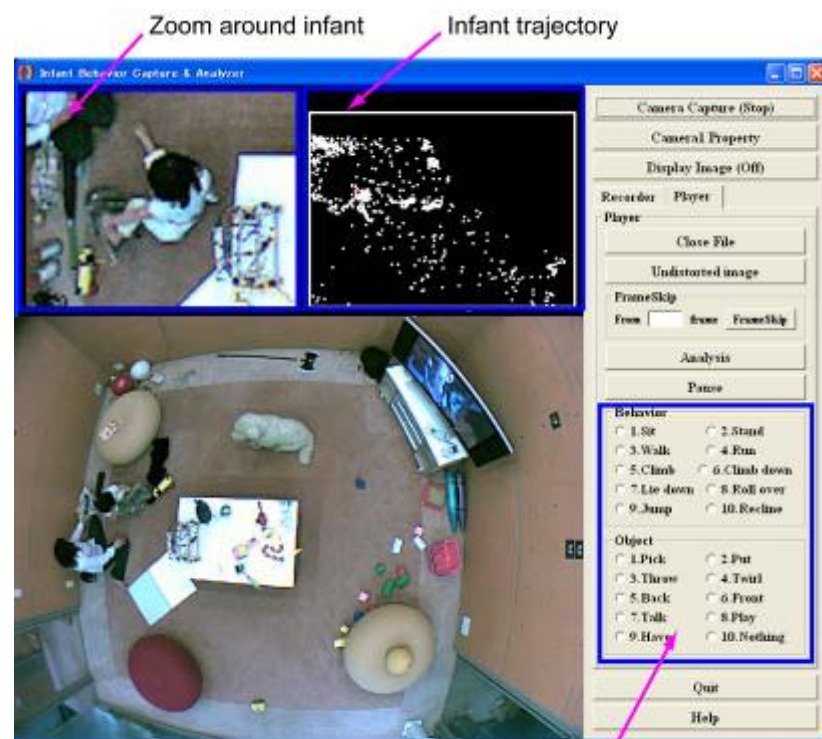 Zoom around infant
Infant trajectory
Infant Behavior Capture & Analyzer
Camera Capture (Stop)
Camera1 Property
Display Image (Off)
Recorder Player
Player
Close File
Undistorted image
FrameSkip
From frame FrameSkip
Analysis
Pause
Behavior
1.Sit 2.Stand
3.Walk 4.Run
5.Climb 6.Climb down
7.Lie down 8.Roll over
9.Jump 10.Recline
Object
1.Pick 2.Put
3.Throw 4.Twirl
5.Back 6.Front
7.Talk 8.Play
9.Have 10.Nothing
Quit
Help